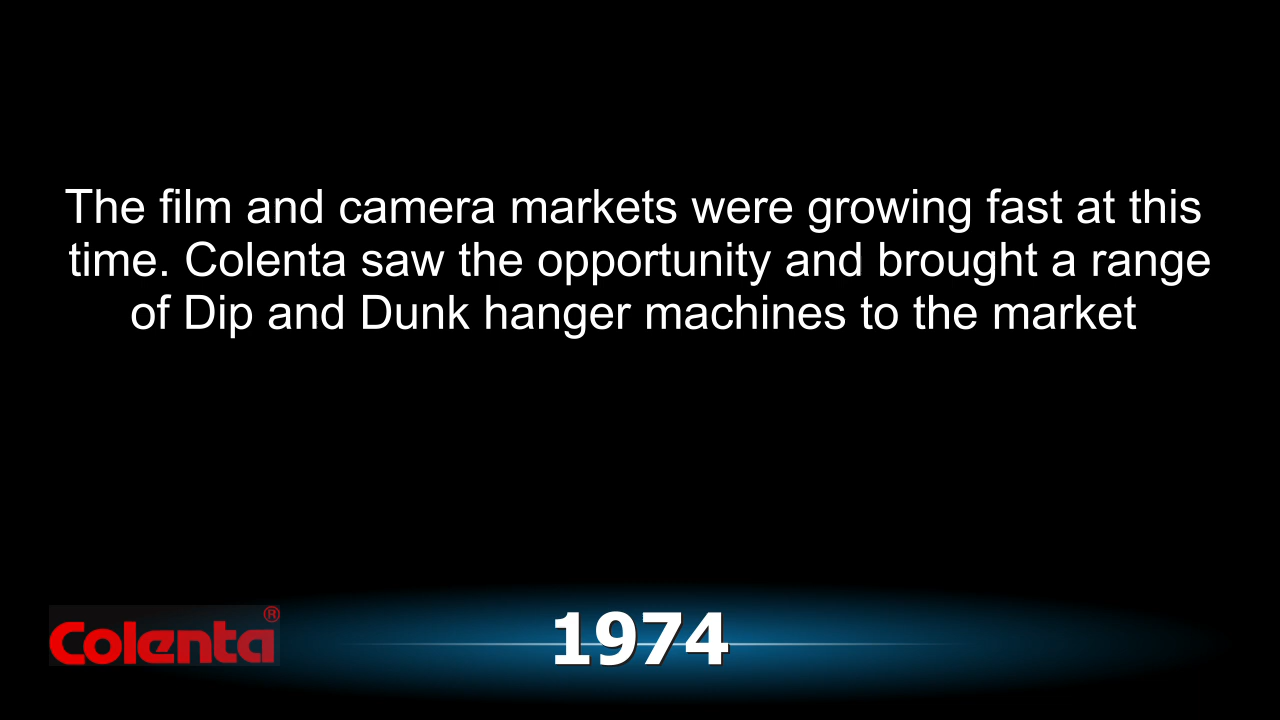 The film and camera markets were growing fast at this
time. Colenta saw the opportunity and brought a range
of Dip and Dunk hanger machines to the market
Colenta®
1974